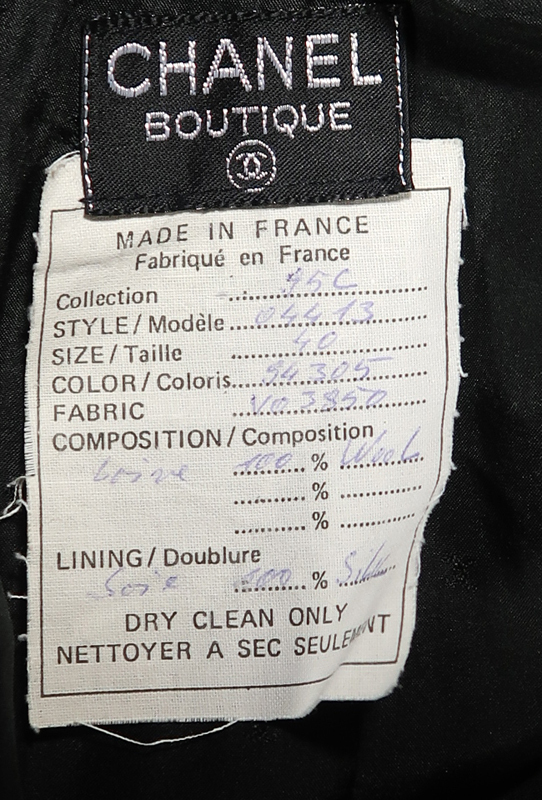 CHANEL
BOUTIQUE
MADE IN FRANCE
Fabriqué en France
Collection 95C
STYLE / Modèle 04413
SIZE / Taille 40
COLOR / Coloris 94305
FABRIC V03850
COMPOSITION / Composition
Laine 100 % Wool
%
%
LINING / Doublure
Soie 100 % Silk
DRY CLEAN ONLY
NETTOYER A SEC SEULEMENT